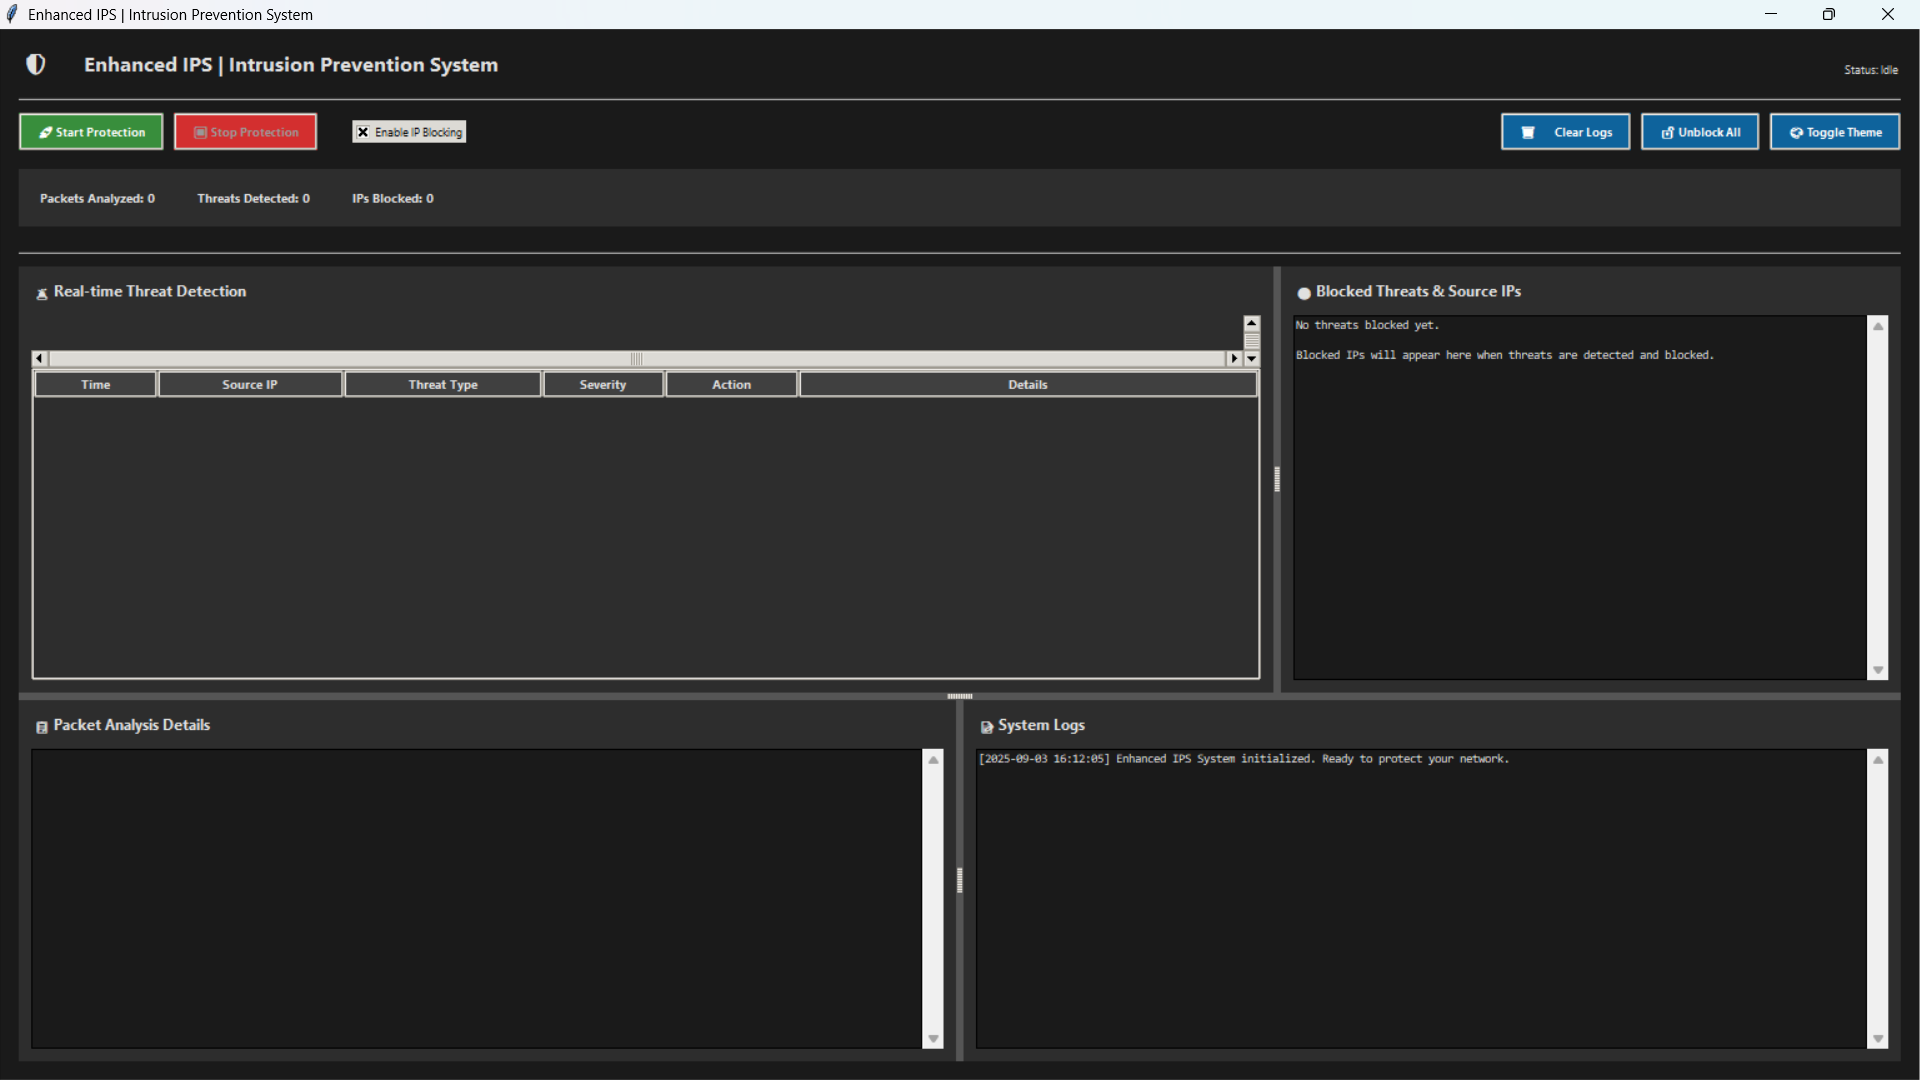 Enhanced IPS | Intrusion Prevention System
Enhanced IPS | Intrusion Prevention System
Status: Idle
Start Protection
Stop Protection
Enable IP Blocking
Clear Logs
Unblock All
Toggle Theme
Packets Analyzed: 0
Threats Detected: 0
IPs Blocked: 0
Real-time Threat Detection
Time Source IP Threat Type Severity Action Details
Blocked Threats & Source IPs
No threats blocked yet.
Blocked IPs will appear here when threats are detected and blocked.
Packet Analysis Details
System Logs
[2025-09-03 16:12:05] Enhanced IPS System initialized. Ready to protect your network.